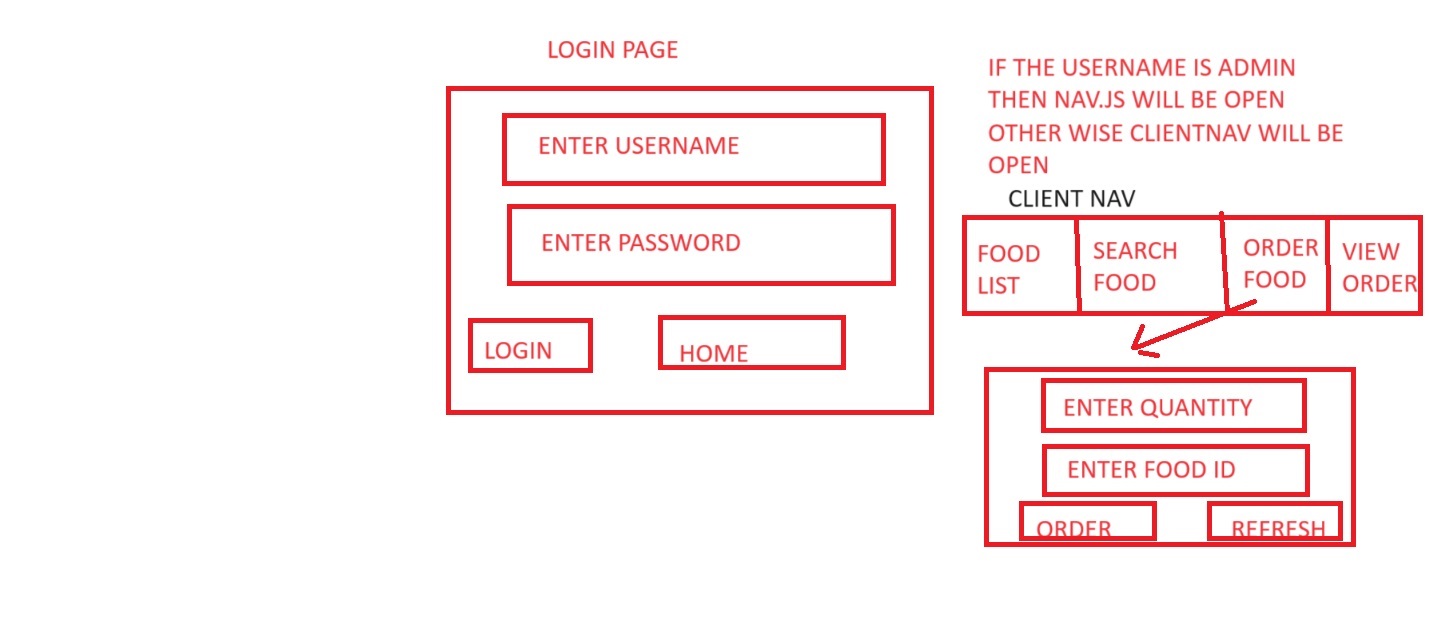 LOGIN PAGE
ENTER USERNAME
ENTER PASSWORD
LOGIN
HOME
IF THE USERNAME IS ADMIN
THEN NAV.JS WILL BE OPEN
OTHER WISE CLIENTNAV WILL BE
OPEN
CLIENT NAV
FOOD
LIST
SEARCH
FOOD
ORDER
FOOD
VIEW
ORDER
ENTER QUANTITY
ENTER FOOD ID
ORDER
REFRESH